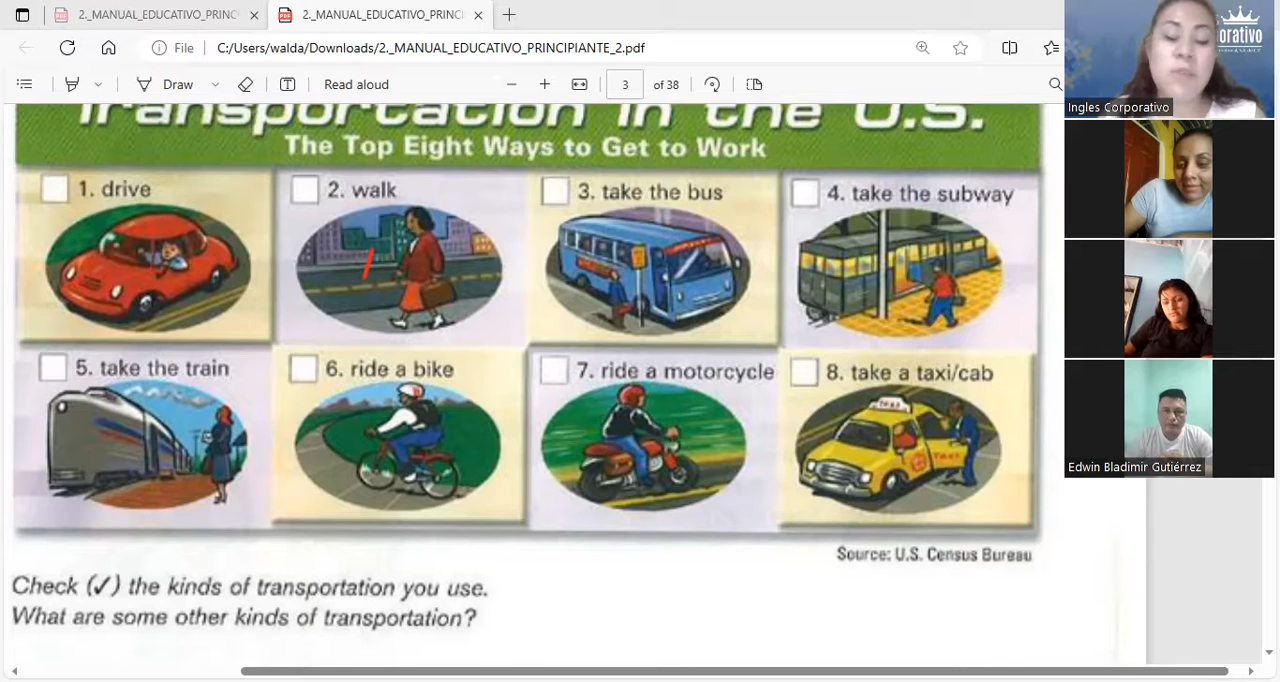 2._MANUAL_EDUCATIVO_PRINC
2._MANUAL_EDUCATIVO_PRINCI
File
C:/Users/walda/Downloads/2._MANUAL_EDUCATIVO_PRINCIPIANTE_2.pdf
Draw
Read aloud
3
of 38
Transportation in the U.S.
The Top Eight Ways to Get to Work
1. drive
2. walk
3. take the bus
4. take the subway
5. take the train
6. ride a bike
7. ride a motorcycle
8. take a taxi/cab
TAXI
TAXI
Source: U.S. Census Bureau
Check (✓) the kinds of transportation you use.
What are some other kinds of transportation?
orativo
Ingles Corporativo
Edwin Bladimir Gutiérrez